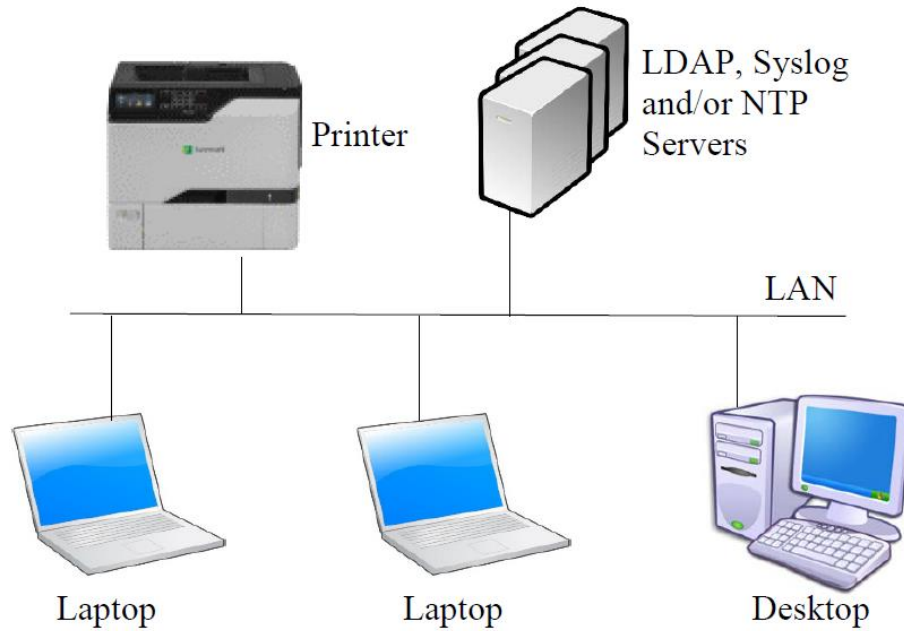 Printer
LDAP, Syslog
and/or NTP
Servers
LAN
Laptop
Laptop
Desktop